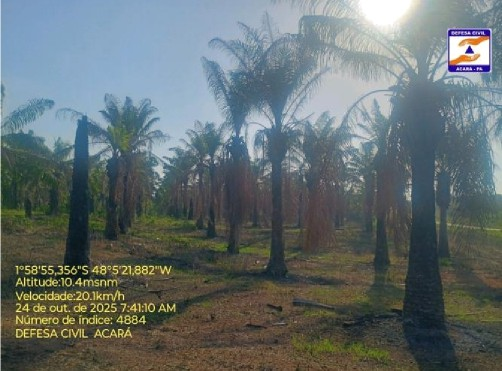 DEFESA CIVIL
ACARÁ - PA
1°58'55,356"S 48°5'21,882"W
Altitude:10.4msnm
Velocidade:20.1km/h
24 de out. de 2025 7:41:10 AM
Número de índice: 4884
DEFESA CIVIL ACARÁ